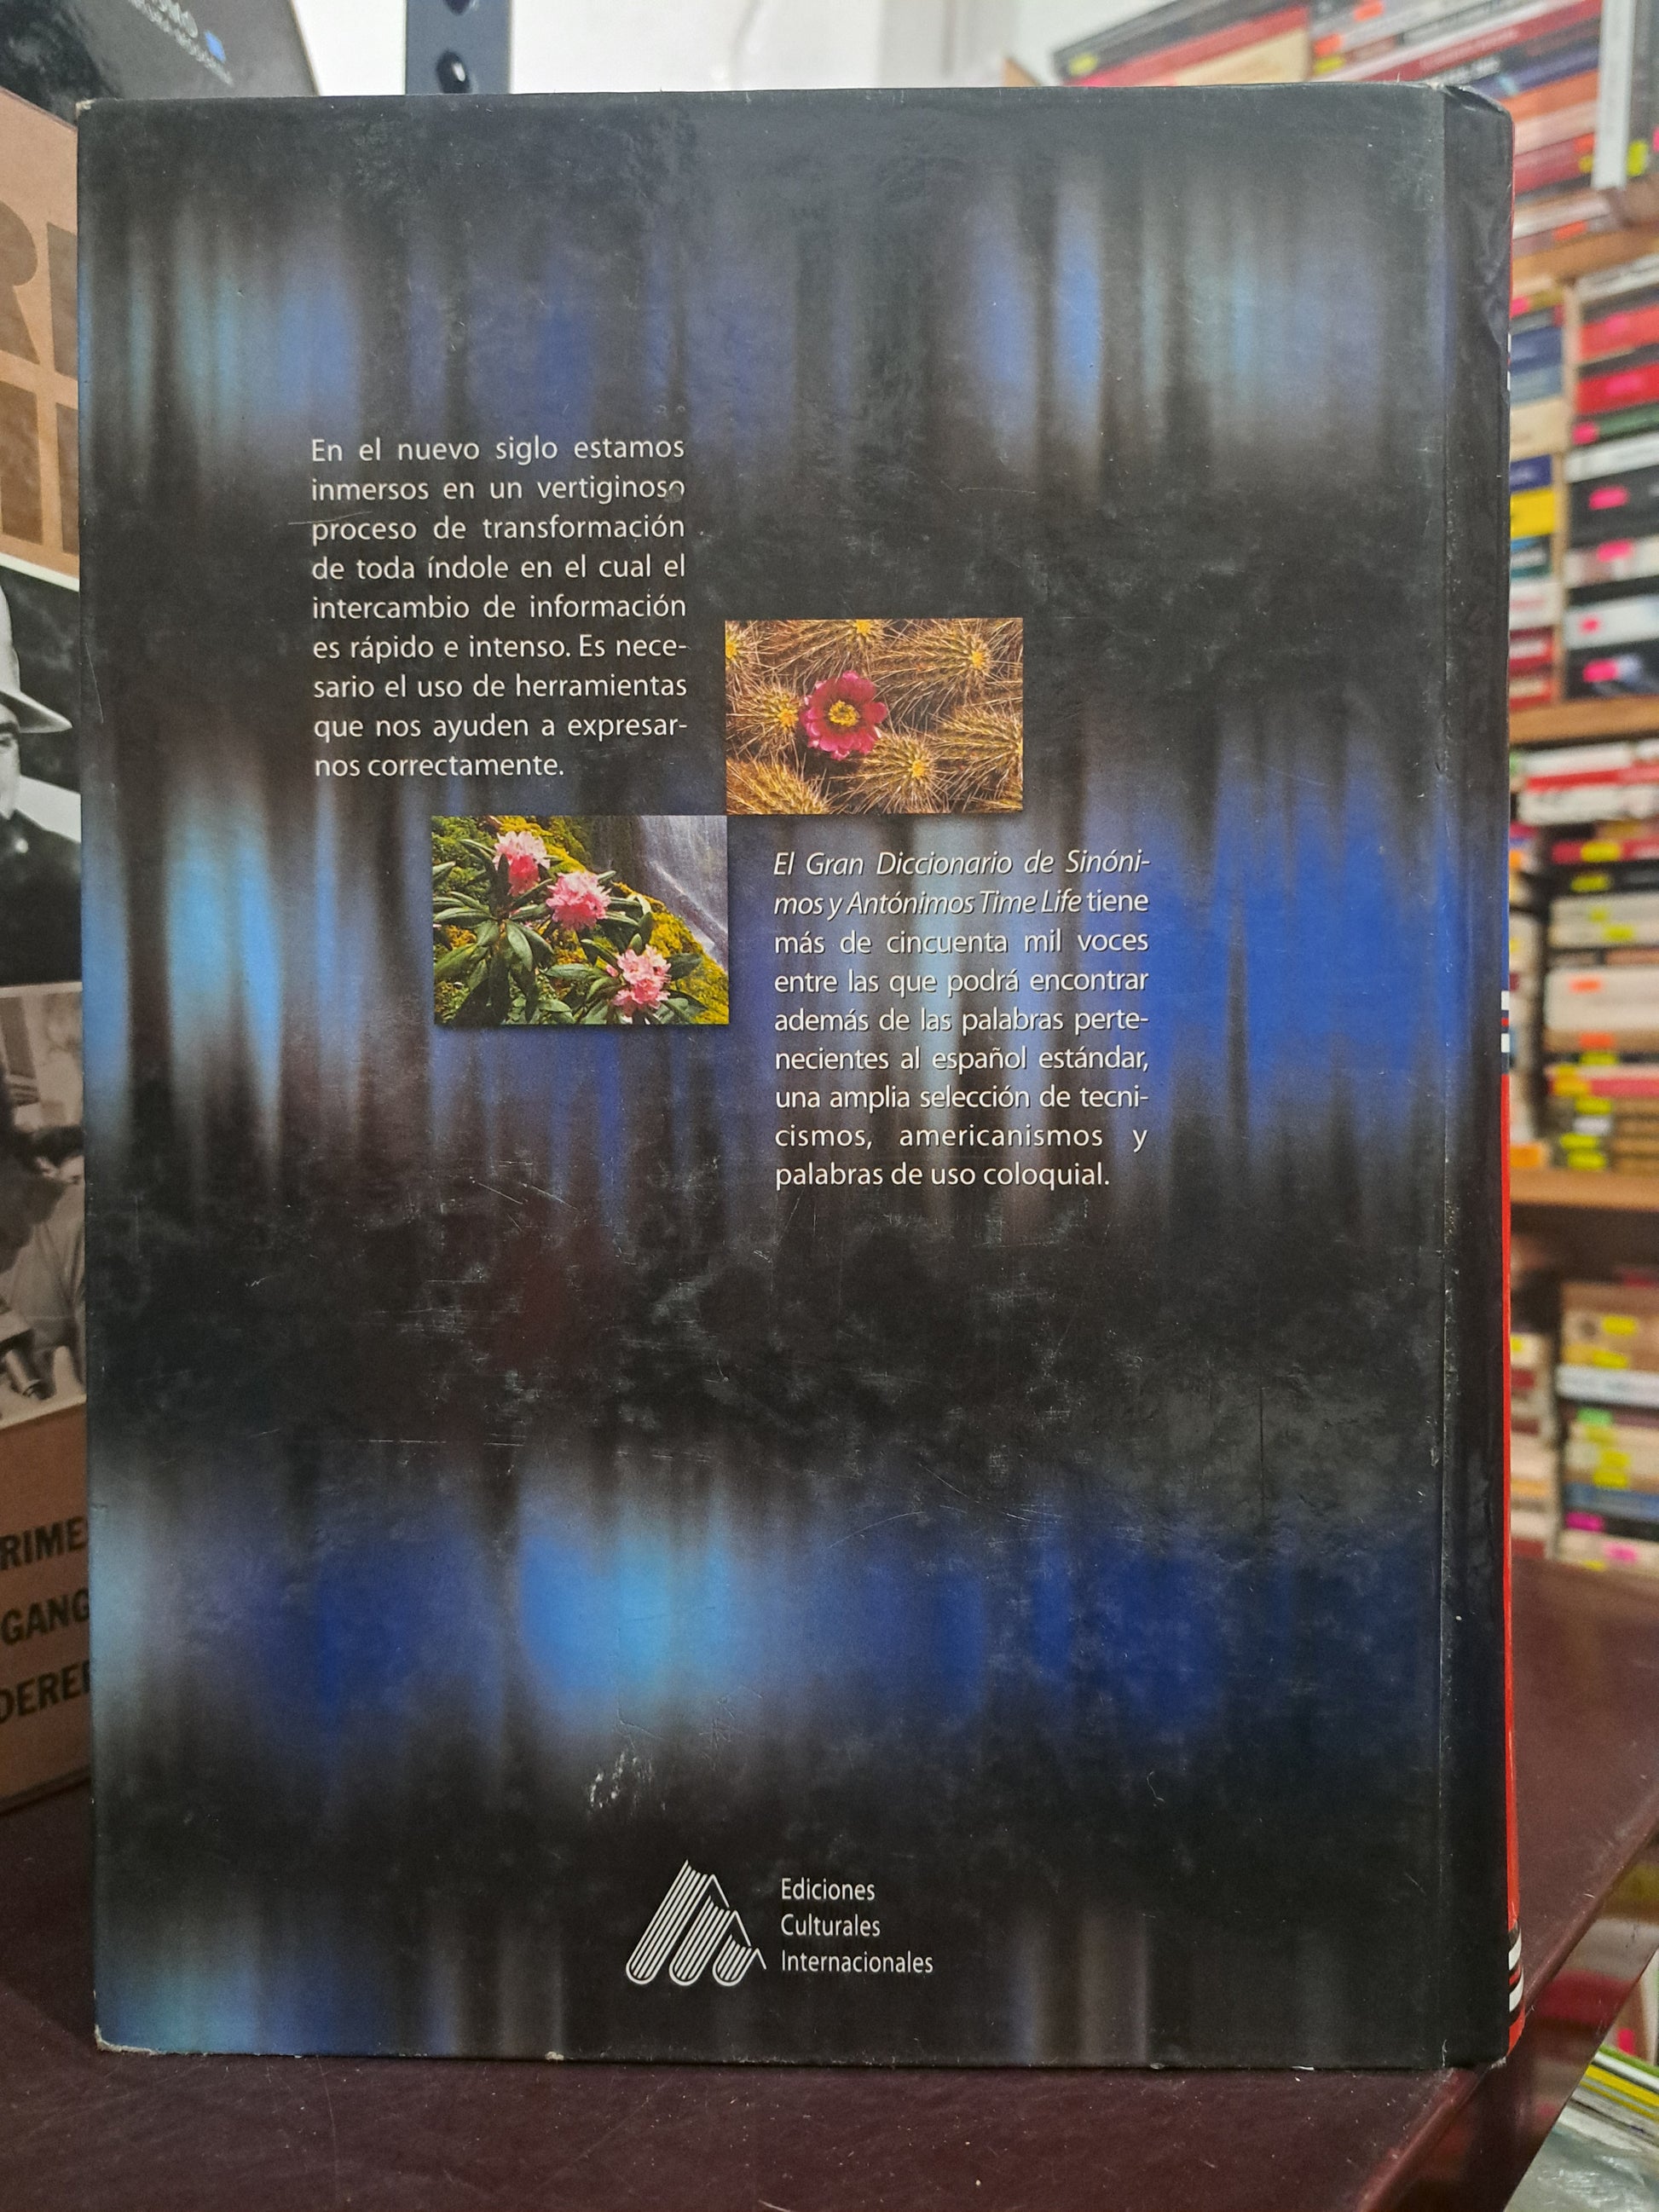 En el nuevo siglo estamos
inmersos en un vertiginoso
proceso de transformación
de toda índole en el cual el
intercambio de información
es rápido e intenso. Es nece-
sario el uso de herramientas
que nos ayuden a expresar-
nos correctamente.
El Gran Diccionario de Sinóni-
mos y Antónimos Time Life tiene
más de cincuenta mil voces
entre las que podrá encontrar
además de las palabras perte-
necientes al español estándar,
una amplia selección de tecni-
cismos, americanismos y
palabras de uso coloquial.
Ediciones
Culturales
Internacionales
RIME
GANG
DERE